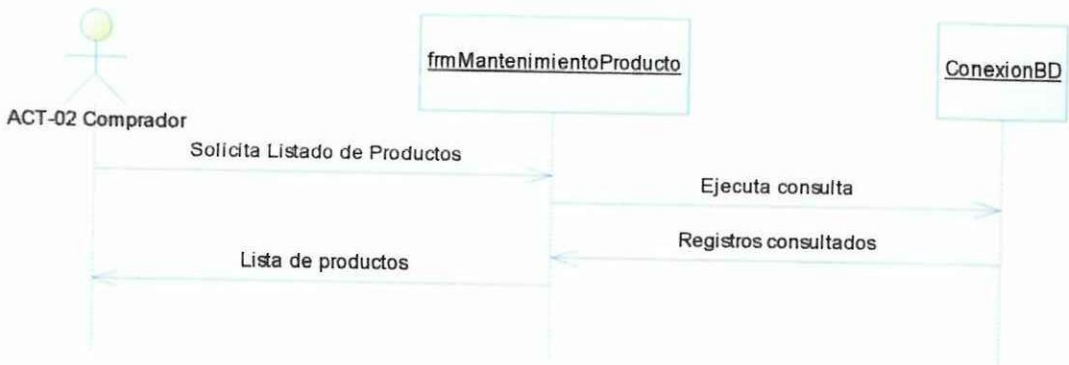 frmMantenimientoProducto
ConexionBD
ACT-02 Comprador
Solicita Listado de Productos
Ejecuta consulta
Registros consultados
Lista de productos